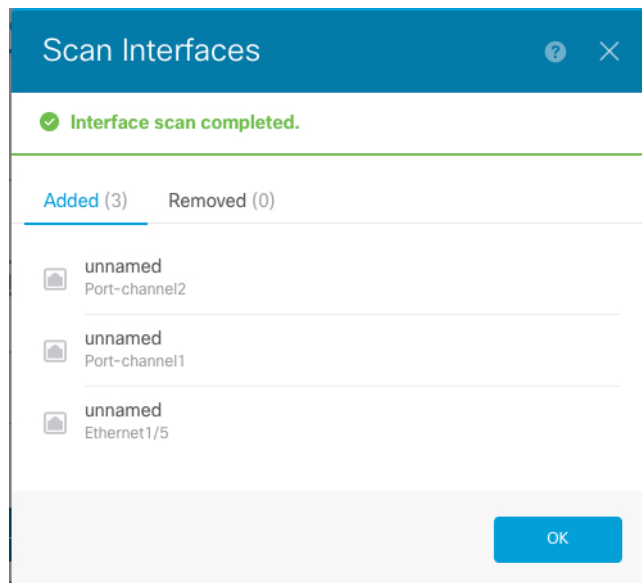 Scan Interfaces
Interface scan completed.
Added (3) Removed (0)
unnamed
Port-channel2
unnamed
Port-channel1
unnamed
Ethernet1/5
OK